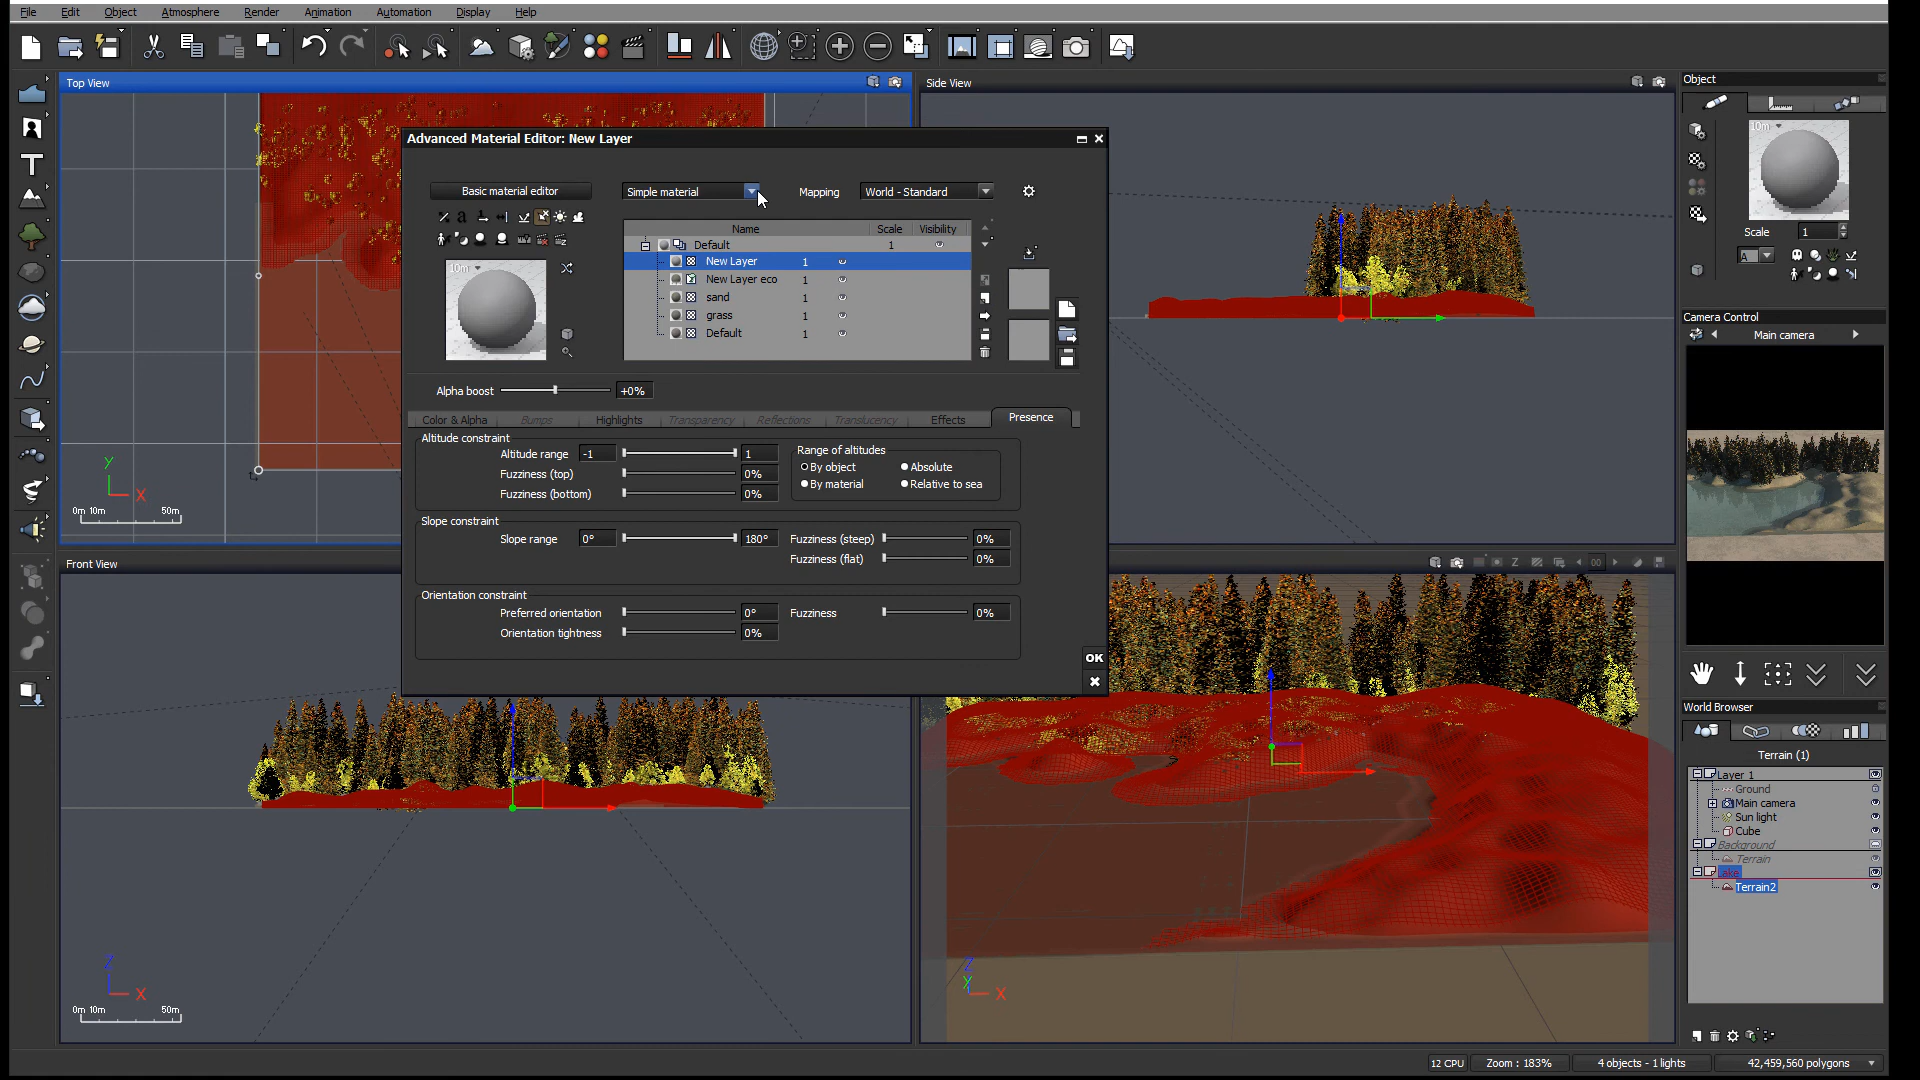 File Edit Object Atmosphere Render Animation Automation Display Help
Top View
Side View
Object
10m
Scale 1
A
Camera Control
Main camera
Advanced Material Editor: New Layer
Basic material editor
Simple material
Mapping
World - Standard
Name Scale Visibility
Default 1
New Layer 1
New Layer eco 1
sand 1
grass 1
Default 1
10m
Alpha boost +0%
Color & Alpha Bumps Highlights Transparency Reflections Translucency Effects Presence
Altitude constraint
Altitude range -1 1
Fuzziness (top) 0%
Fuzziness (bottom) 0%
Range of altitudes
By object Absolute
By material Relative to sea
Slope constraint
Slope range 0° 180° Fuzziness (steep) 0%
Fuzziness (flat) 0%
Orientation constraint
Preferred orientation 0° Fuzziness 0%
Orientation tightness 0%
OK
Y
X
0m 10m 50m
Front View
Z
X
0m 10m 50m
Z
Y
X
World Browser
Terrain (1)
Layer 1
Ground
Main camera
Sun light
Cube
Background
Terrain
Lake
Terrain2
12 CPU Zoom : 183% 4 objects - 1 lights 42,459,560 polygons